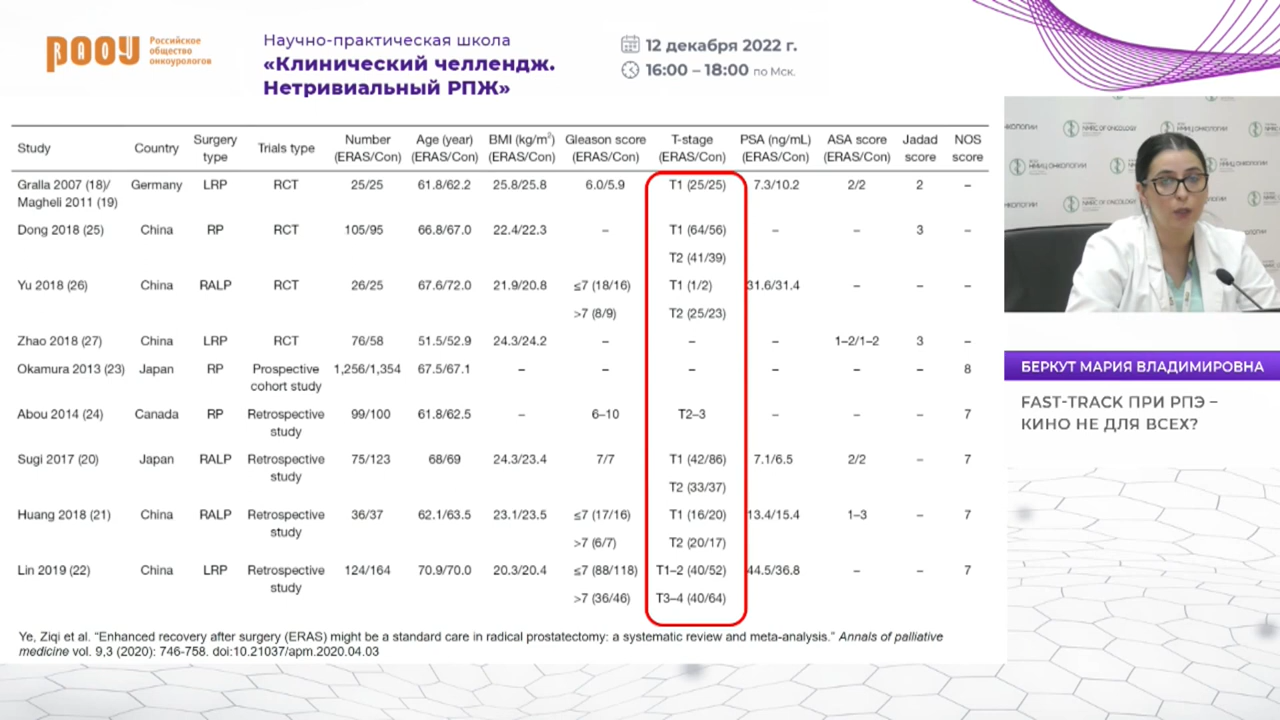 РАОУ
Российское
общество
онкоурологов
Научно-практическая школа
«Клинический челлендж.
Нетривиальный РПЖ»
12 декабря 2022 г.
16:00 – 18:00 по Мск.
Study Country Surgery type Trials type Number (ERAS/Con) Age (year) (ERAS/Con) BMI (kg/m²) (ERAS/Con) Gleason score (ERAS/Con) T-stage (ERAS/Con) PSA (ng/mL) (ERAS/Con) ASA score (ERAS/Con) Jadad score NOS score
Gralla 2007 (18)/ Germany LRP RCT 25/25 61.8/62.2 25.8/25.8 6.0/5.9 T1 (25/25) 7.3/10.2 2/2 2 –
Magheli 2011 (19)
Dong 2018 (25) China RP RCT 105/95 66.8/67.0 22.4/22.3 – T1 (64/56) – – 3 –
T2 (41/39)
Yu 2018 (26) China RALP RCT 26/25 67.6/72.0 21.9/20.8 ≤7 (18/16) T1 (1/2) 31.6/31.4 – – –
>7 (8/9) T2 (25/23)
Zhao 2018 (27) China LRP RCT 76/58 51.5/52.9 24.3/24.2 – – – 1–2/1–2 3 –
Okamura 2013 (23) Japan RP Prospective 1,256/1,354 67.5/67.1 – – – – – – 8
cohort study
Abou 2014 (24) Canada RP Retrospective 99/100 61.8/62.5 – 6–10 T2–3 – – – 7
study
Sugi 2017 (20) Japan RALP Retrospective 75/123 68/69 24.3/23.4 7/7 T1 (42/86) 7.1/6.5 2/2 – 7
study
T2 (33/37)
Huang 2018 (21) China RALP Retrospective 36/37 62.1/63.5 23.1/23.5 ≤7 (17/16) T1 (16/20) 13.4/15.4 1–3 – 7
study
>7 (6/7) T2 (20/17)
Lin 2019 (22) China LRP Retrospective 124/164 70.9/70.0 20.3/20.4 ≤7 (88/118) T1–2 (40/52) 44.5/36.8 – – 7
study
>7 (36/46) T3–4 (40/64)
Ye, Ziqi et al. “Enhanced recovery after surgery (ERAS) might be a standard care in radical prostatectomy: a systematic review and meta-analysis.” Annals of palliative
medicine vol. 9,3 (2020): 746-758. doi:10.21037/apm.2020.04.03
БЕРКУТ МАРИЯ ВЛАДИМИРОВНА
FAST-TRACK ПРИ РПЭ –
КИНО НЕ ДЛЯ ВСЕХ?